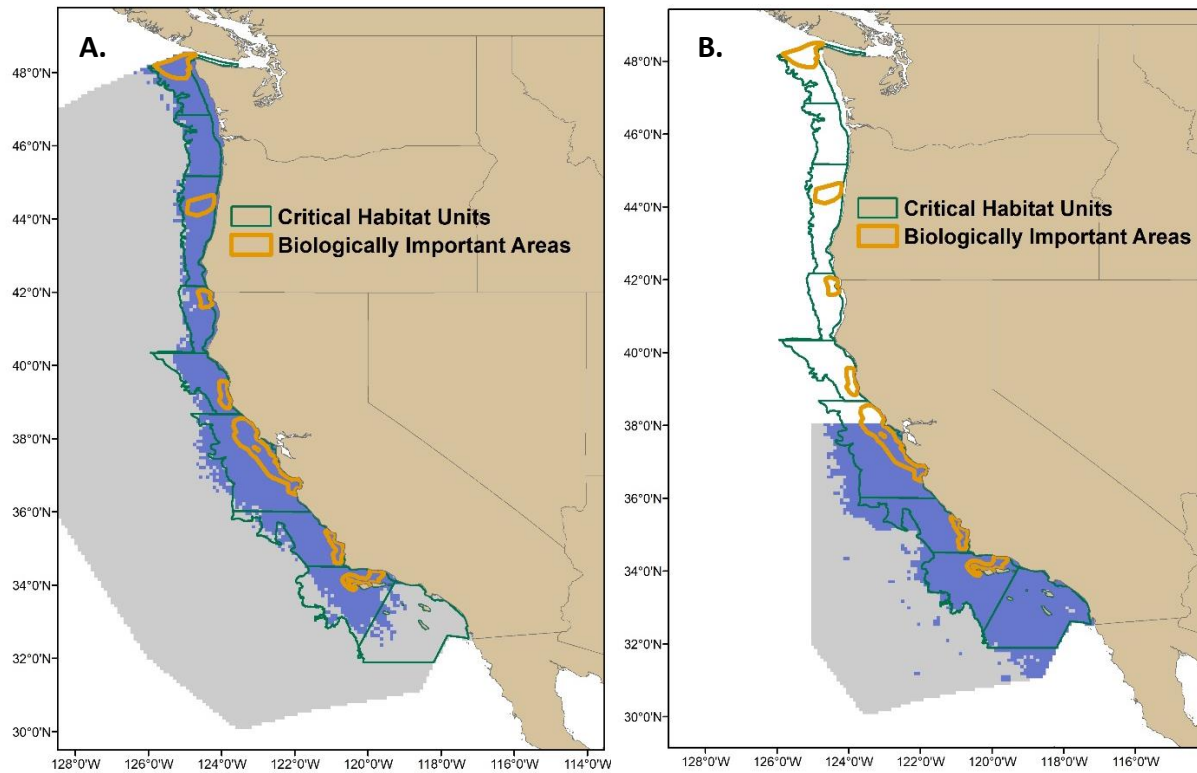 A.
48°0'N
46°0'N
44°0'N
42°0'N
40°0'N
38°0'N
36°0'N
34°0'N
32°0'N
30°0'N
Critical Habitat Units
Biologically Important Areas
128°0'W 126°0'W 124°0'W 122°0'W 120°0'W 118°0'W 116°0'W 114°0'W
B.
48°0'N
46°0'N
44°0'N
42°0'N
40°0'N
38°0'N
36°0'N
34°0'N
32°0'N
30°0'N
Critical Habitat Units
Biologically Important Areas
128°0'W 126°0'W 124°0'W 122°0'W 120°0'W 118°0'W 116°0'W